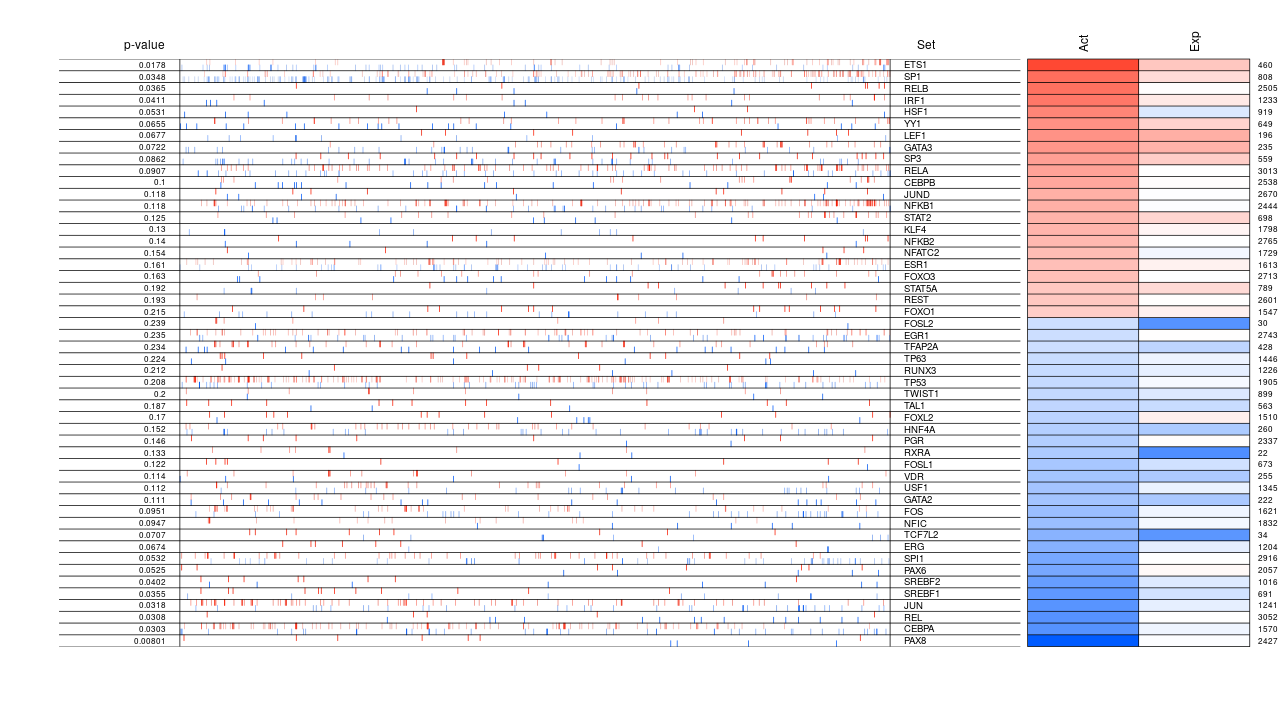 p-value Set Act Exp
0.0178 ETS1 460
0.0348 SP1 808
0.0365 RELB 2505
0.0411 IRF1 1233
0.0531 HSF1 919
0.0655 YY1 649
0.0677 LEF1 196
0.0722 GATA3 235
0.0862 SP3 559
0.0907 RELA 3013
0.1 CEBPB 2538
0.118 JUND 2670
0.118 NFKB1 2444
0.125 STAT2 698
0.13 KLF4 1798
0.14 NFKB2 2765
0.154 NFATC2 1729
0.161 ESR1 1613
0.163 FOXO3 2713
0.192 STAT5A 789
0.193 REST 2601
0.215 FOXO1 1547
0.239 FOSL2 30
0.235 EGR1 2743
0.234 TFAP2A 428
0.224 TP63 1446
0.212 RUNX3 1226
0.208 TP53 1905
0.2 TWIST1 899
0.187 TAL1 563
0.17 FOXL2 1510
0.152 HNF4A 260
0.146 PGR 2337
0.133 RXRA 22
0.122 FOSL1 673
0.114 VDR 255
0.112 USF1 1345
0.111 GATA2 222
0.0951 FOS 1621
0.0947 NFIC 1832
0.0707 TCF7L2 34
0.0674 ERG 1204
0.0532 SPI1 2916
0.0525 PAX6 2057
0.0402 SREBF2 1016
0.0355 SREBF1 691
0.0318 JUN 1241
0.0308 REL 3052
0.0303 CEBPA 1570
0.00801 PAX8 2427